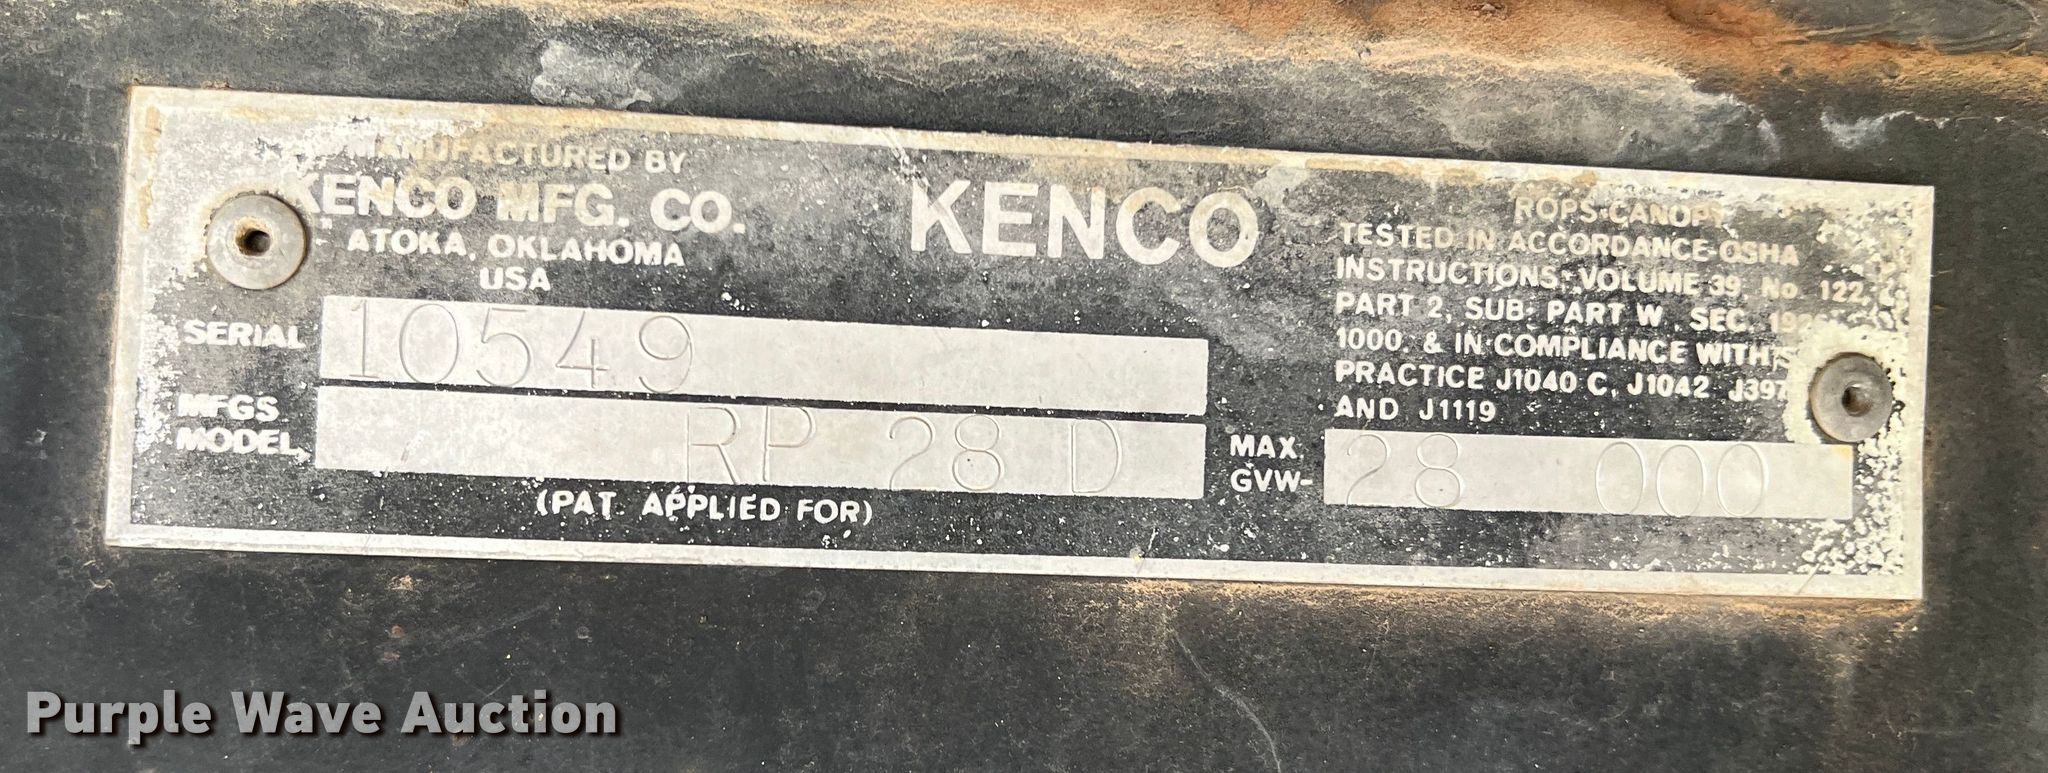 MANUFACTURED BY
KENCO MFG. CO.
ATOKA, OKLAHOMA
USA
KENCO
SERIAL 10549
MFGS
MODEL RP 28 D
(PAT. APPLIED FOR)
ROPS-CANOPY
TESTED IN ACCORDANCE-OSHA
INSTRUCTIONS, VOLUME 39, No. 122,
PART 2, SUB. PART W, SEC.
1000, & IN COMPLIANCE WITH
PRACTICE J1040 C, J1042 J397
AND J1119
MAX.
GVW- 28 000
Purple Wave Auction